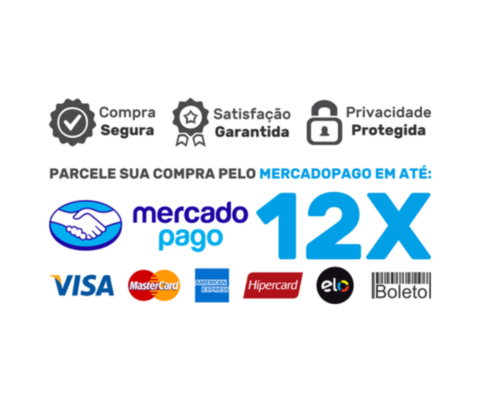 Compra
Segura
Satisfação
Garantida
Privacidade
Protegida
PARCELE SUA COMPRA PELO MERCADOPAGO EM ATÉ:
mercado
pago
12X
VISA MasterCard AMERICAN EXPRESS Hipercard elo Boleto